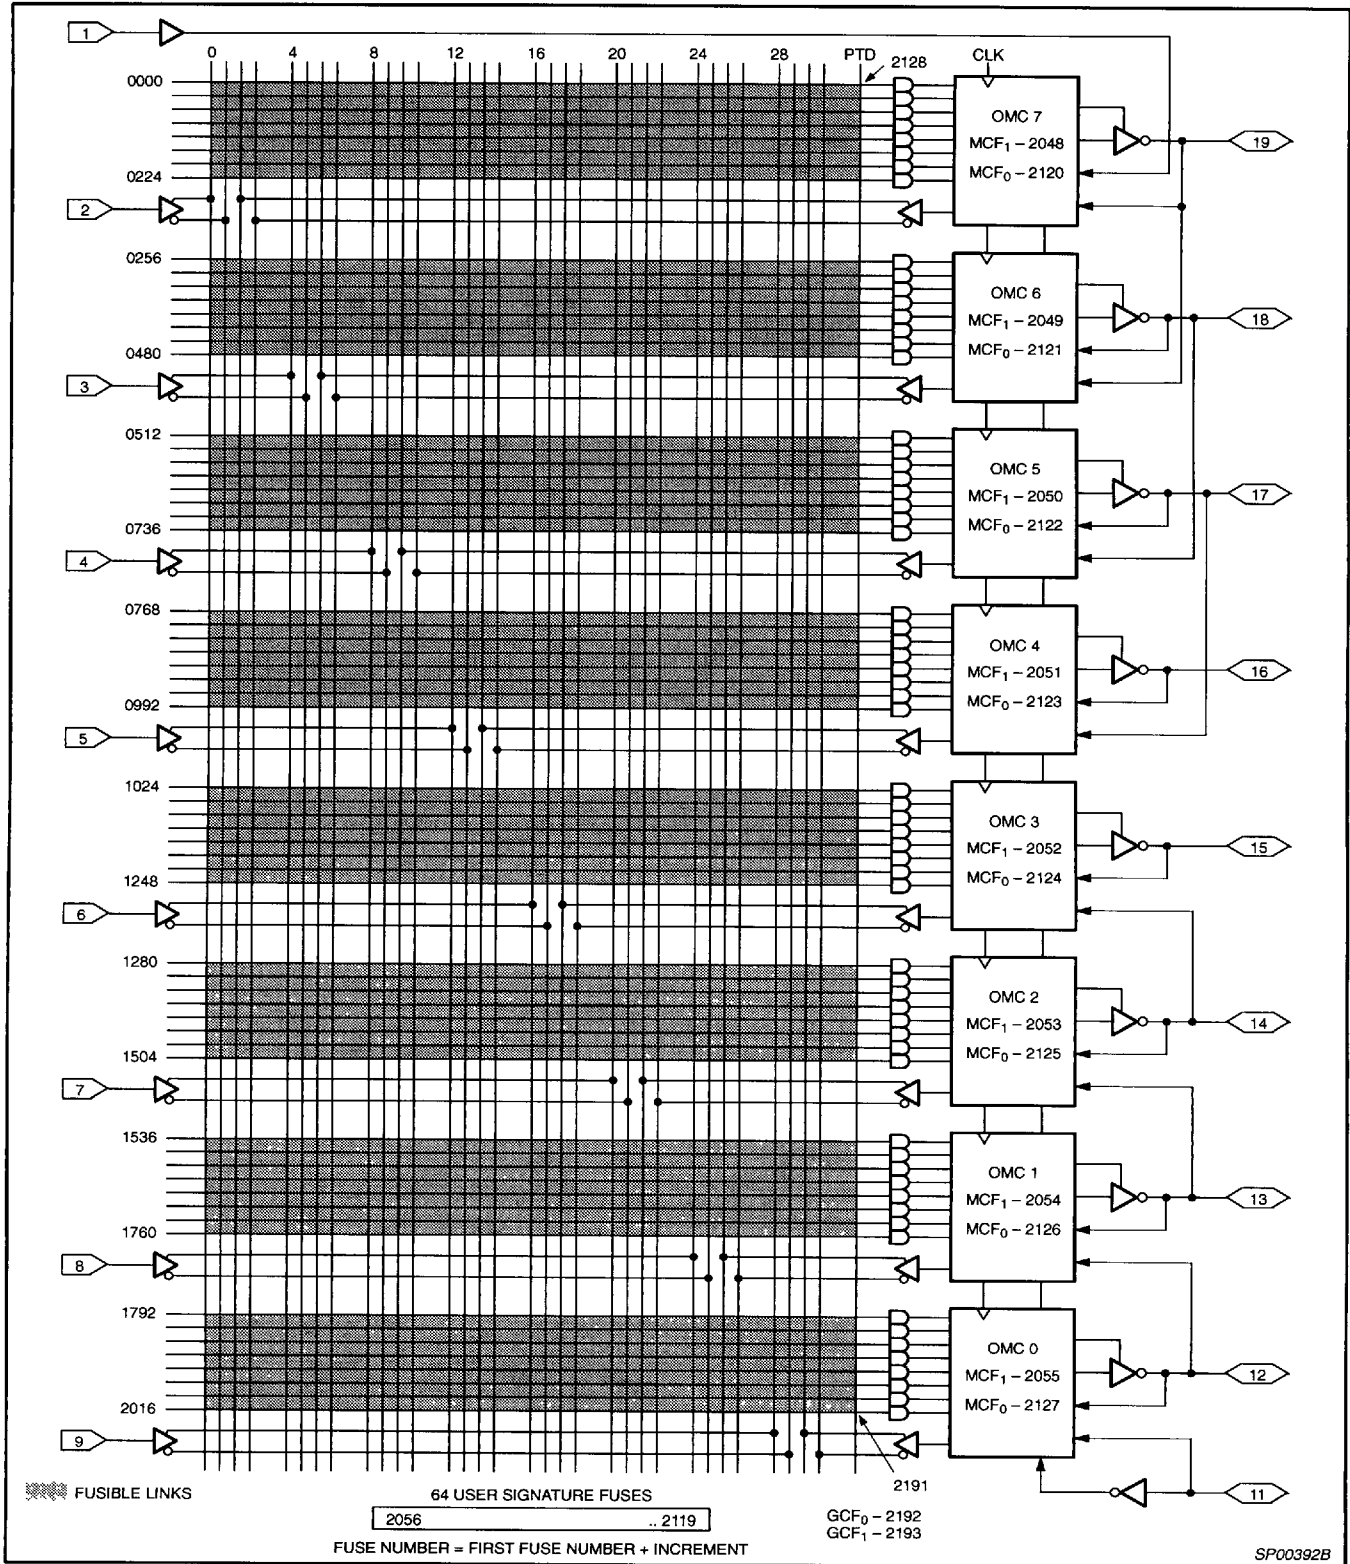 1
0 4 8 12 16 20 24 28 PTD CLK
2128
0000
OMC 7
MCF₁ – 2048
19
MCF₀ – 2120
0224
2
0256
OMC 6
MCF₁ – 2049
18
MCF₀ – 2121
0480
3
0512
OMC 5
MCF₁ – 2050
17
MCF₀ – 2122
0736
4
0768
OMC 4
MCF₁ – 2051
16
MCF₀ – 2123
0992
5
1024
OMC 3
MCF₁ – 2052
15
MCF₀ – 2124
1248
6
1280
OMC 2
MCF₁ – 2053
14
MCF₀ – 2125
1504
7
1536
OMC 1
MCF₁ – 2054
13
MCF₀ – 2126
1760
8
1792
OMC 0
MCF₁ – 2055
12
MCF₀ – 2127
2016
9
2191
11
FUSIBLE LINKS
64 USER SIGNATURE FUSES
2056 .. 2119
GCF₀ – 2192
GCF₁ – 2193
FUSE NUMBER = FIRST FUSE NUMBER + INCREMENT
SP00392B